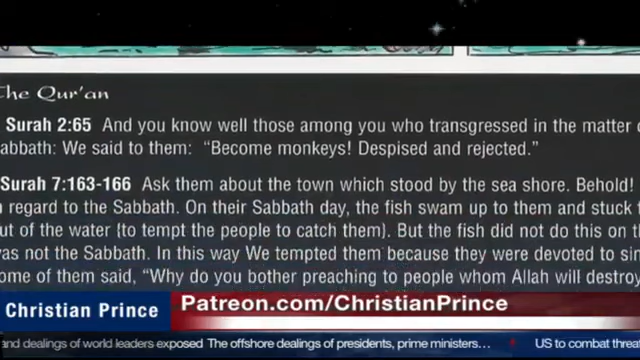 The Qur'an
Surah 2:65 And you know well those among you who transgressed in the matter
abbath: We said to them: "Become monkeys! Despised and rejected."
Surah 7:163-166 Ask them about the town which stood by the sea shore. Behold!
regard to the Sabbath. On their Sabbath day, the fish swam up to them and stuck
ut of the water (to tempt the people to catch them). But the fish did not do this on th
as not the Sabbath. In this way We tempted them because they were devoted to sin
ome of them said, "Why do you bother preaching to people whom Allah will destroy
Christian Prince
Patreon.com/ChristianPrince
and dealings of world leaders exposed The offshore dealings of presidents, prime ministers... US to combat threa